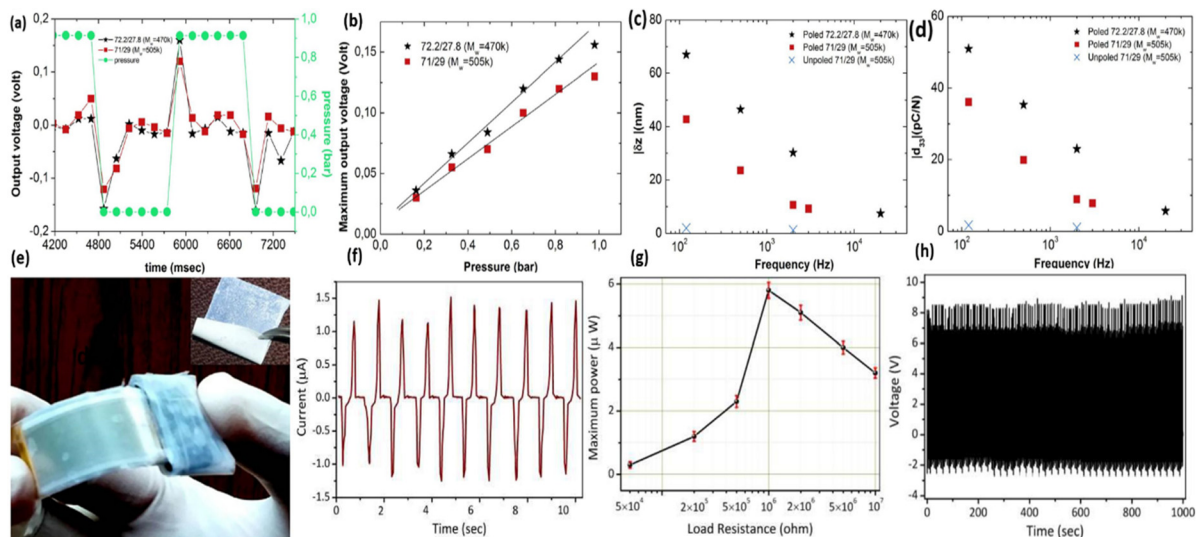 (a)
72.2/27.8 (Mw=470k)
71/29 (Mw=505k)
pressure
Output voltage (volt)
0,2
0,1
0,0
-0,1
-0,2
pressure (bar)
1,0
0,8
0,6
0,4
0,2
0,0
4200 4800 5400 6000 6600 7200
time (msec)
(b)
72.2/27.8 (Mw=470k)
71/29 (Mw=505k)
Maximum output voltage (Volt)
0,15
0,10
0,05
0,00
0,0 0,2 0,4 0,6 0,8 1,0
Pressure (bar)
(c)
Poled 72.2/27.8 (Mw=470k)
Poled 71/29 (Mw=505k)
Unpoled 71/29 (Mw=505k)
|δz |(nm)
80
60
40
20
0
10² 10³ 10⁴
Frequency (Hz)
(d)
Poled 72.2/27.8 (Mw=470k)
Poled 71/29 (Mw=505k)
Unpoled 71/29 (Mw=505k)
|d33|(pC/N)
60
40
20
0
10² 10³ 10⁴
Frequency (Hz)
(e)
(f)
Current (μA)
1.5
1.0
0.5
0.0
-0.5
-1.0
-1.5
0 2 4 6 8 10
Time (sec)
(g)
Maximum power (μ W)
6
4
2
0
5×10⁴ 2×10⁵ 5×10⁵ 10⁶ 2×10⁶ 5×10⁶ 10⁷
Load Resistance (ohm)
(h)
Voltage (V)
10
8
6
4
2
0
-2
-4
0 200 400 600 800 1000
Time (sec)